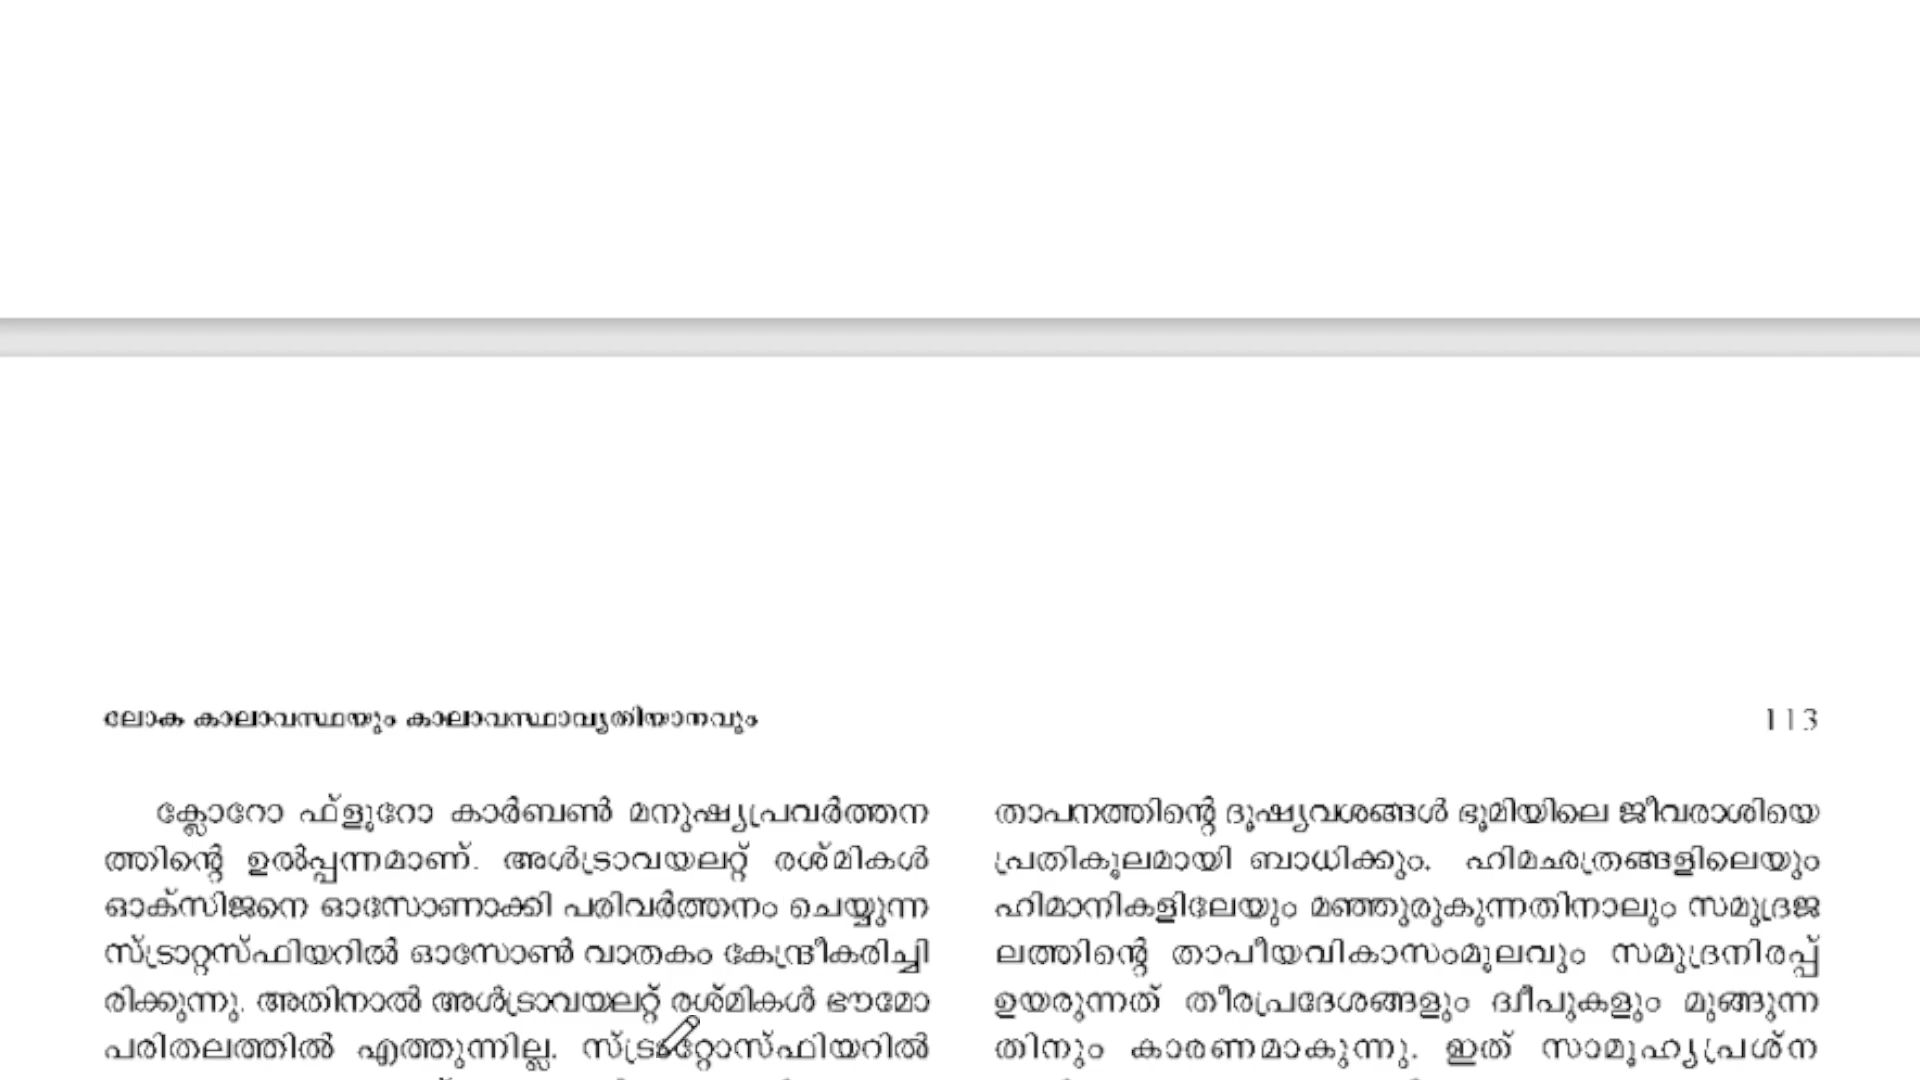 ലോക കാലാവസ്ഥയും കാലാവസ്ഥാവ്യതിയാനവും
113
ക്ലോറോ ഫ്ളൂറോ കാർബൺ മനുഷ്യപ്രവർത്തന
ത്തിന്റെ ഉൽപ്പന്നമാണ്. അൾട്രാവയലറ്റ് രശ്മികൾ
ഓക്സിജനെ ഓസോണാക്കി പരിവർത്തനം ചെയ്യുന്ന
സ്ട്രാറ്റസ്ഫിയറിൽ ഓസോൺ വാതകം കേന്ദ്രീകരിച്ചി
രിക്കുന്നു. അതിനാൽ അൾട്രാവയലറ്റ് രശ്മികൾ ഭൗമോ
പരിതലത്തിൽ എത്തുന്നില്ല. സ്ട്രാറ്റോസ്ഫിയറിൽ
താപനത്തിന്റെ ദൂഷ്യവശങ്ങൾ ഭൂമിയിലെ ജീവരാശിയെ
പ്രതികൂലമായി ബാധിക്കും. ഹിമഛത്രങ്ങളിലെയും
ഹിമാനികളിലേയും മഞ്ഞുരുകുന്നതിനാലും സമുദ്രജ
ലത്തിന്റെ താപീയവികാസംമൂലവും സമുദ്രനിരപ്പ്
ഉയരുന്നത് തീരപ്രദേശങ്ങളും ദ്വീപുകളും മുങ്ങുന്ന
തിനും കാരണമാകുന്നു. ഇത് സാമൂഹ്യപ്രശ്ന